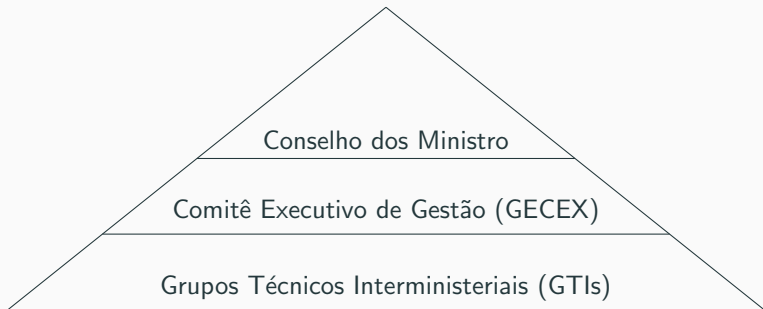 Conselho dos Ministro
Comitê Executivo de Gestão (GECEX)
Grupos Técnicos Interministeriais (GTIs)